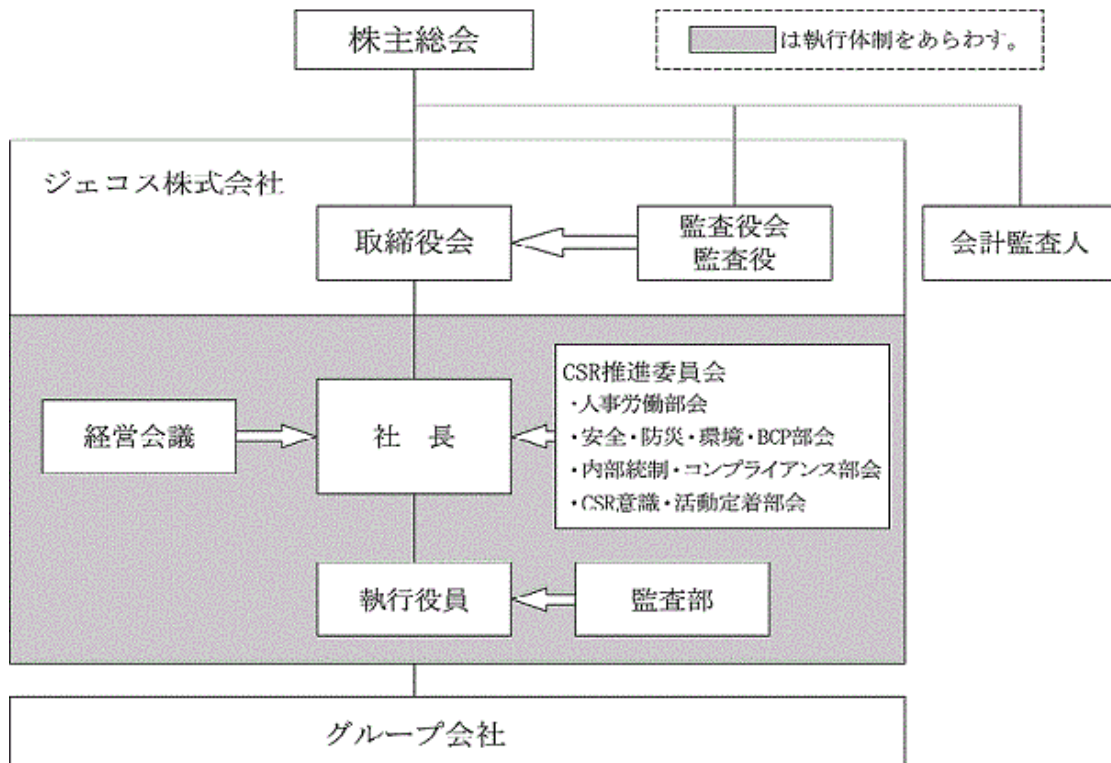 株主総会
は執行体制をあらわす。
ジェコス株式会社
取締役会
監査役会
監査役
会計監査人
経営会議
社　長
CSR推進委員会
・人事労働部会
・安全・防災・環境・BCP部会
・内部統制・コンプライアンス部会
・CSR意識・活動定着部会
執行役員
監査部
グループ会社